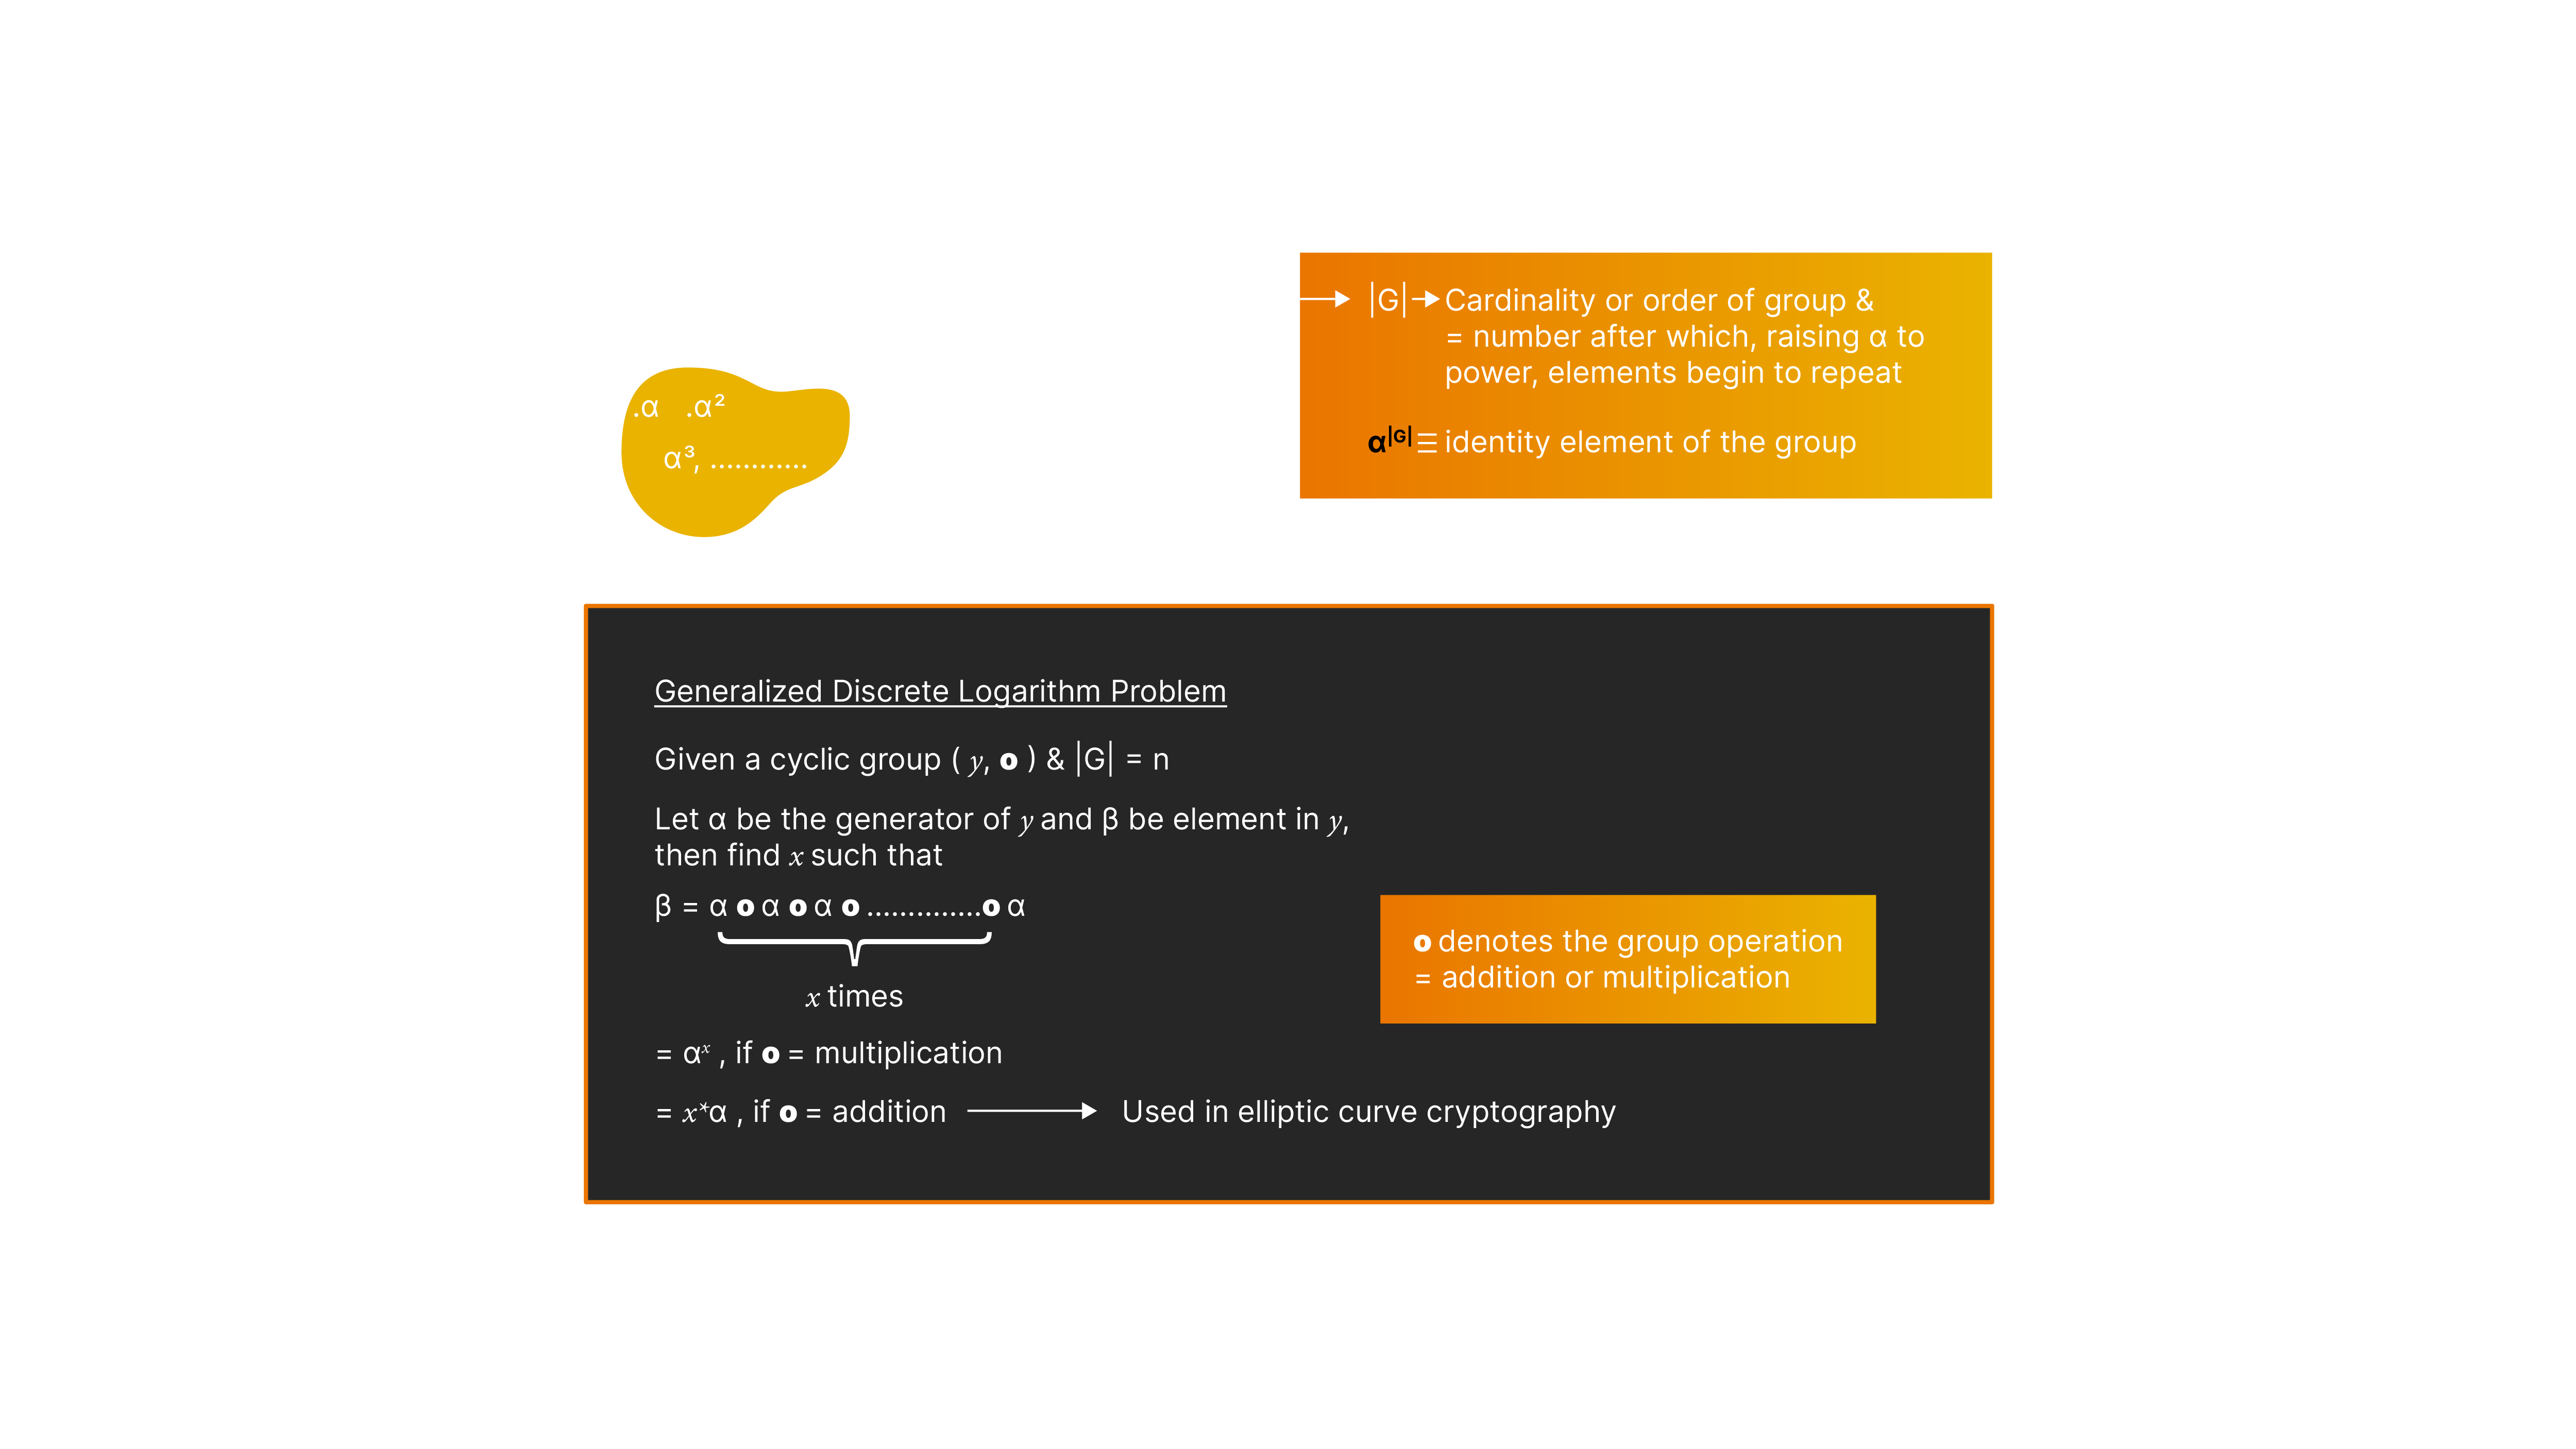 |G| → Cardinality or order of group &
= number after which, raising α to
power, elements begin to repeat
α|G| ≡ identity element of the group
.α .α²
α³, ............
Generalized Discrete Logarithm Problem
Given a cyclic group ( y, o ) & |G| = n
Let α be the generator of y and β be element in y,
then find x such that
β = α o α o α o ..............o α
x times
o denotes the group operation
= addition or multiplication
= αˣ , if o = multiplication
= x*α , if o = addition → Used in elliptic curve cryptography